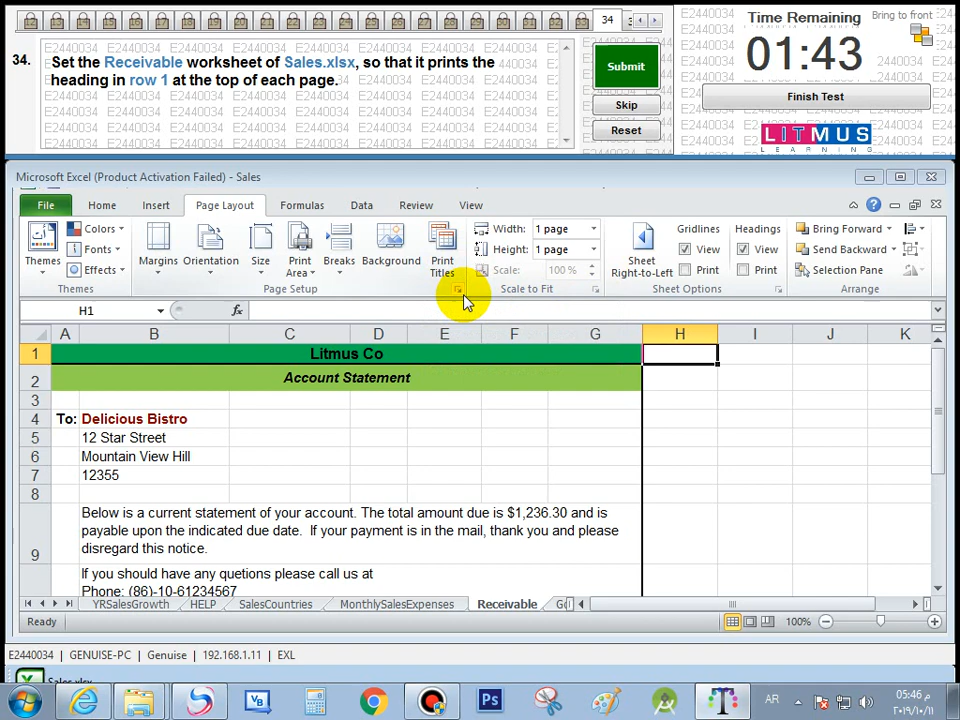 34
Time Remaining
Bring to front
01:43
Finish Test
LITMUS
LEARNING
34.
Set the Receivable worksheet of Sales.xlsx, so that it prints the
heading in row 1 at the top of each page.
Submit
Skip
Reset
E2440034
Microsoft Excel (Product Activation Failed) - Sales
File Home Insert Page Layout Formulas Data Review View
Themes
Colors
Fonts
Effects
Themes
Margins
Orientation
Size
Print
Area
Breaks
Background
Print
Titles
Page Setup
Width: 1 page
Height: 1 page
Scale: 100 %
Scale to Fit
Sheet
Right-to-Left
Gridlines
View
Print
Headings
View
Print
Sheet Options
Bring Forward
Send Backward
Selection Pane
Arrange
H1
fx
A B C D E F G H I J K
1 Litmus Co
2 Account Statement
3
4 To: Delicious Bistro
5 12 Star Street
6 Mountain View Hill
7 12355
8
Below is a current statement of your account. The total amount due is $1,236.30 and is
payable upon the indicated due date. If your payment is in the mail, thank you and please
9 disregard this notice.
If you should have any quetions please call us at
Phone: (86)-10-61234567
YRSalesGrowth HELP SalesCountries MonthlySalesExpenses Receivable
Ready
100%
E2440034 | GENUISE-PC | Genuise | 192.168.1.11 | EXL
Sales.xlsx
Ps
AR
05:46 م
٢٠١٩/١٠/١١